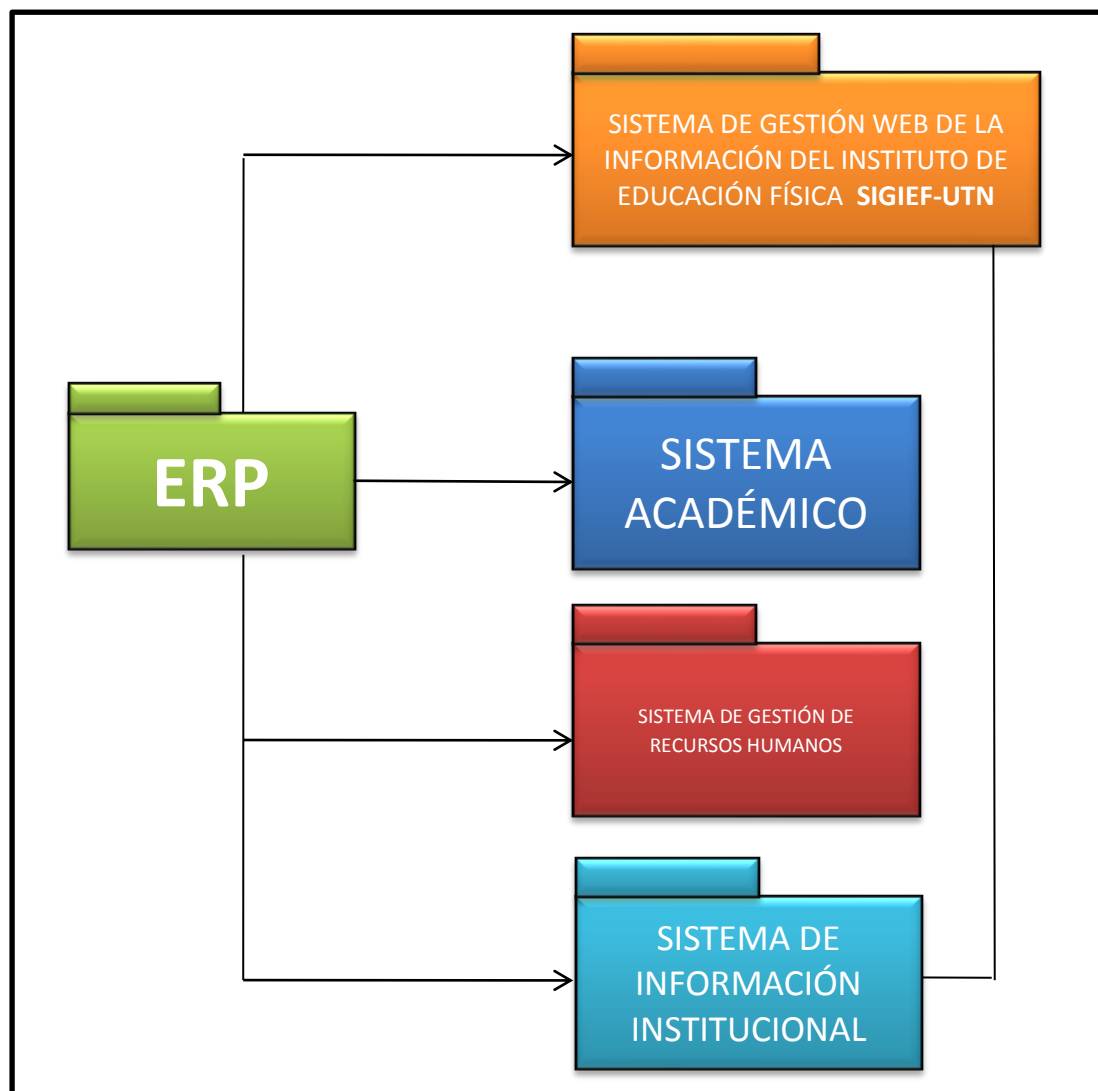 SISTEMA DE GESTIÓN WEB DE LA
INFORMACIÓN DEL INSTITUTO DE
EDUCACIÓN FÍSICA SIGIEF-UTN
ERP
SISTEMA
ACADÉMICO
SISTEMA DE GESTIÓN DE
RECURSOS HUMANOS
SISTEMA DE
INFORMACIÓN
INSTITUCIONAL